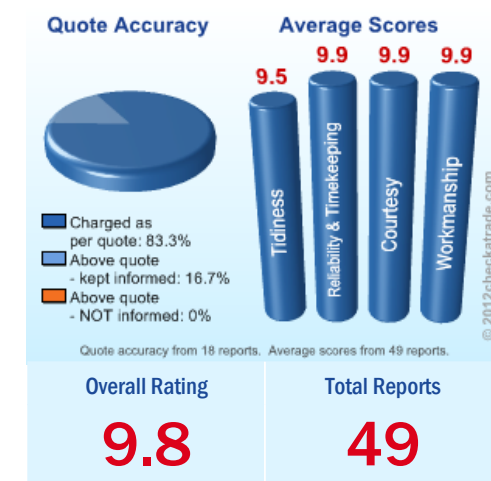 Quote Accuracy
Average Scores
9.5
9.9
9.9
9.9
Tidiness
Reliability & Timekeeping
Courtesy
Workmanship
Charged as
per quote: 83.3%
Above quote
- kept informed: 16.7%
Above quote
- NOT informed: 0%
© 2012checkatrade.com
Quote accuracy from 18 reports. Average scores from 49 reports.
Overall Rating
Total Reports
9.8
49